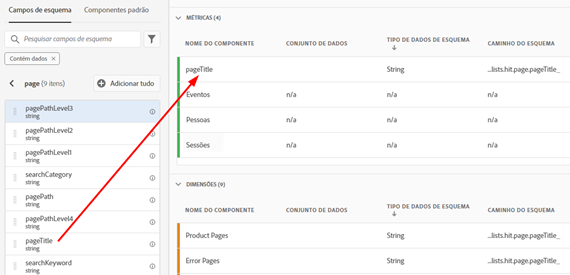 Campos de esquema
Componentes padrão
Pesquisar campos de esquema
Contém dados ×
page (9 itens)
Adicionar tudo
pagePathLevel3
string
pagePathLevel2
string
pagePathLevel1
string
searchCategory
string
pagePath
string
pagePathLevel4
string
pageTitle
string
searchKeyword
string
MÉTRICAS (4)
NOME DO COMPONENTE CONJUNTO DE DADOS TIPO DE DADOS DE ESQUEMA CAMINHO DO ESQUEMA
pageTitle String ...lists.hit.page.pageTitle_
Eventos n/a n/a n/a
Pessoas n/a n/a n/a
Sessões n/a n/a n/a
DIMENSÕES (9)
NOME DO COMPONENTE CONJUNTO DE DADOS TIPO DE DADOS DE ESQUEMA CAMINHO DO ESQUEMA
Product Pages String ...lists.hit.page.pageTitle_
Error Pages String ...lists.hit.page.pageTitle_